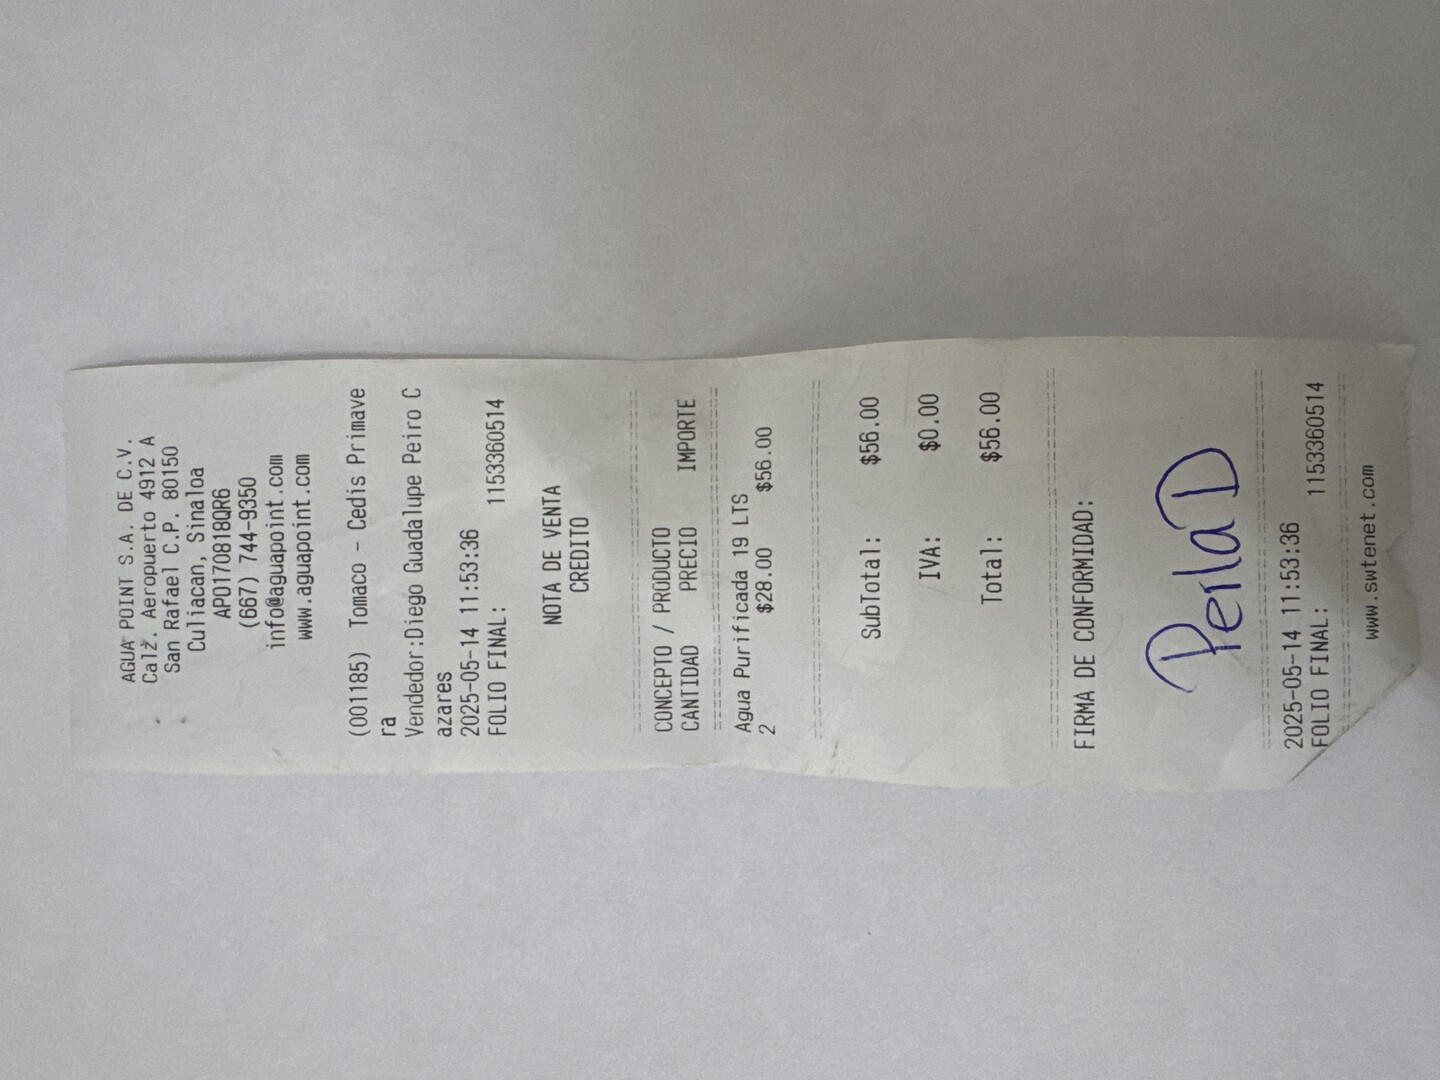 AGUA POINT S.A. DE C.V.
Calz. Aeropuerto 4912 A
San Rafael C.P. 80150
Culiacan, Sinaloa
APO170818QR6
(667) 744-9350
info@aguapoint.com
www.aguapoint.com
(001185) Tomaco - Cedis Primave
ra
Vendedor:Diego Guadalupe Peiro C
azares
2025-05-14 11:53:36
FOLIO FINAL: 1153360514
NOTA DE VENTA
CREDITO
CONCEPTO / PRODUCTO
CANTIDAD PRECIO IMPORTE
Agua Purificada 19 LTS
2 $28.00 $56.00
SubTotal: $56.00
IVA: $0.00
Total: $56.00
FIRMA DE CONFORMIDAD:
Perla D
2025-05-14 11:53:36
FOLIO FINAL: 1153360514
www.swtenet.com